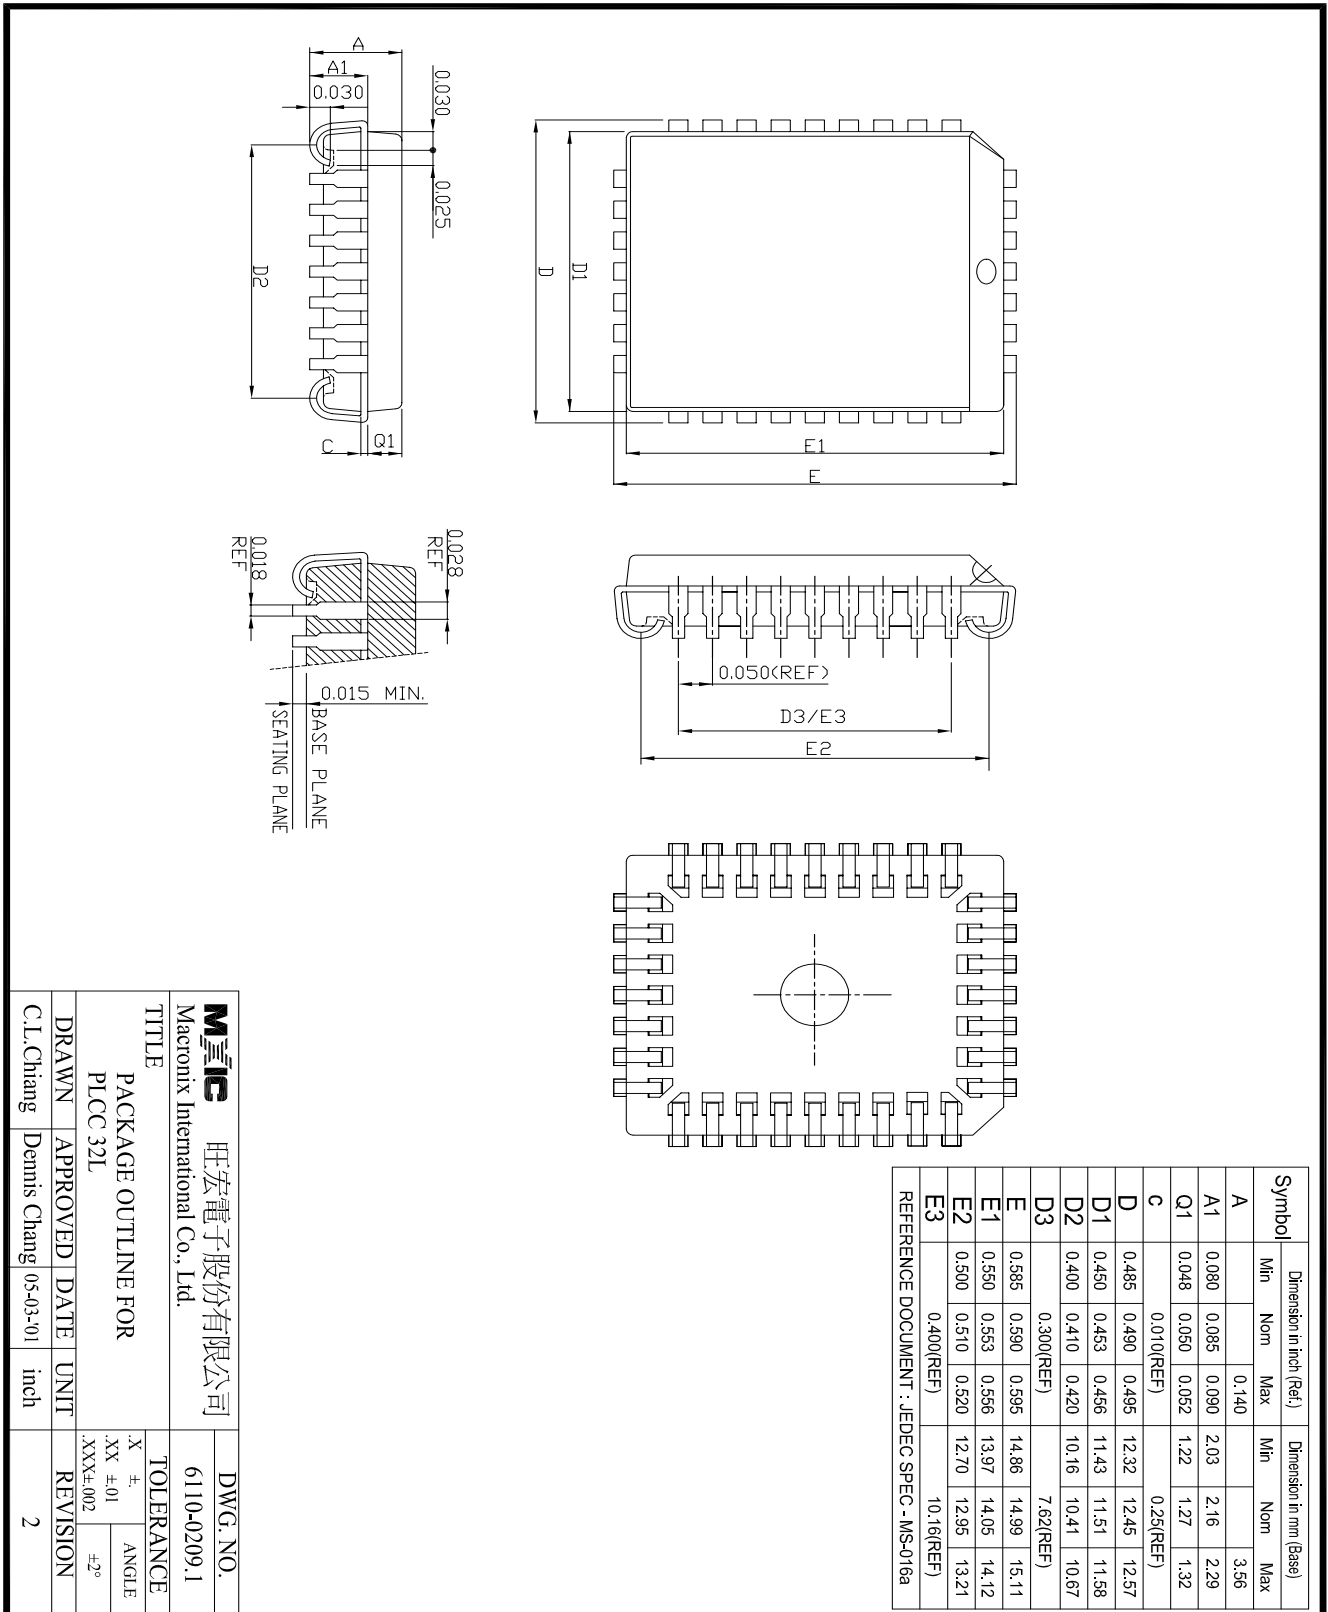 A
A1
0.030
0.030
0.025
D2
C
Q1
D
D1
E1
E
0.028
REF
0.018
REF
0.015 MIN.
BASE PLANE
SEATING PLANE
0.050(REF)
D3/E3
E2
Symbol Dimension in inch (Ref.) Dimension in mm (Base)
Min Nom Max Min Nom Max
A 0.140 3.56
A1 0.080 0.085 0.090 2.03 2.16 2.29
Q1 0.048 0.050 0.052 1.22 1.27 1.32
c 0.010(REF) 0.25(REF)
D 0.485 0.490 0.495 12.32 12.45 12.57
D1 0.450 0.453 0.456 11.43 11.51 11.58
D2 0.400 0.410 0.420 10.16 10.41 10.67
D3 0.300(REF) 7.62(REF)
E 0.585 0.590 0.595 14.86 14.99 15.11
E1 0.550 0.553 0.556 13.97 14.05 14.12
E2 0.500 0.510 0.520 12.70 12.95 13.21
E3 0.400(REF) 10.16(REF)
REFERENCE DOCUMENT : JEDEC SPEC - MS-016a
MXIC 旺宏電子股份有限公司
Macronix International Co., Ltd.
DWG. NO.
6110-0209.1
TITLE
PACKAGE OUTLINE FOR
PLCC 32L
TOLERANCE
.X ±. ANGLE
.XX ±.01
.XXX±.002 ±2°
DRAWN APPROVED DATE UNIT REVISION
C.L.Chiang Dennis Chang 05-03-'01 inch 2